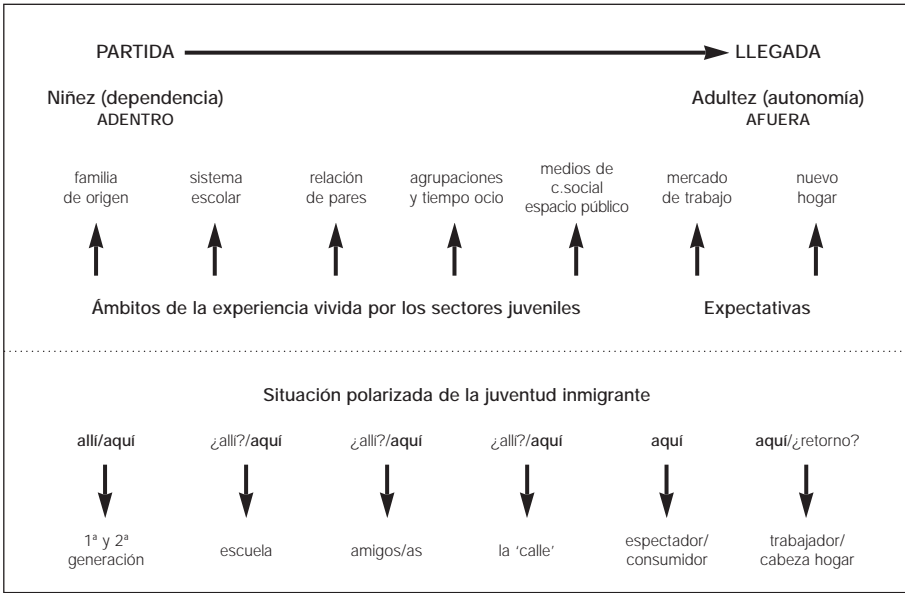 PARTIDA LLEGADA
Niñez (dependencia) Adultez (autonomía)
ADENTRO AFUERA
familia sistema relación agrupaciones medios de mercado nuevo
de origen escolar de pares y tiempo ocio c.social de trabajo hogar
espacio público
Ámbitos de la experiencia vivida por los sectores juveniles Expectativas
Situación polarizada de la juventud inmigrante
allí/aquí ¿allí?/aquí ¿allí?/aquí ¿allí?/aquí aquí aquí/¿retorno?
1ª y 2ª escuela amigos/as la ‘calle’ espectador/ trabajador/
generación consumidor cabeza hogar